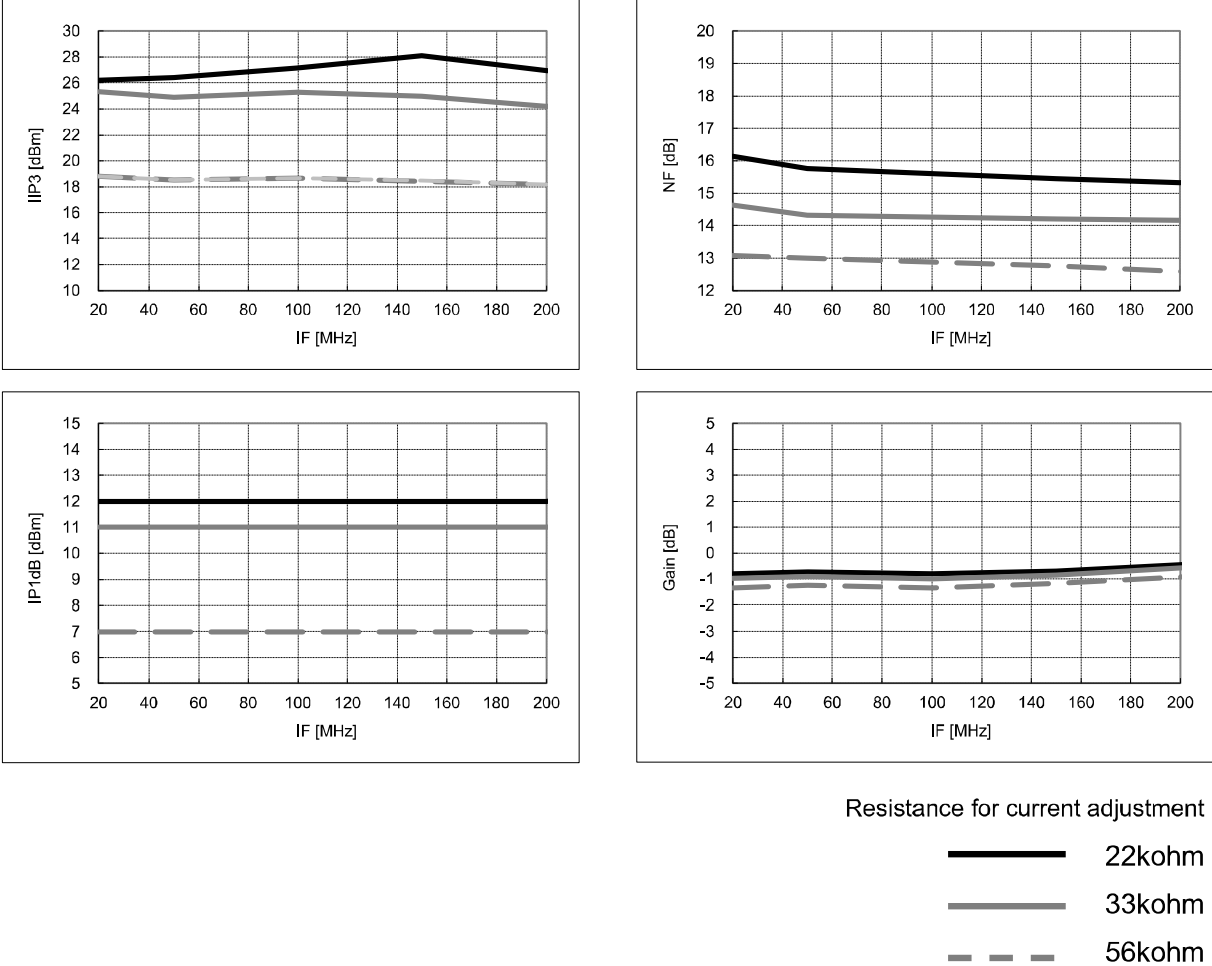 30
28
26
24
22
20
18
16
14
12
10
IIP3 [dBm]
20 40 60 80 100 120 140 160 180 200
IF [MHz]
20
19
18
17
16
15
14
13
12
NF [dB]
20 40 60 80 100 120 140 160 180 200
IF [MHz]
15
14
13
12
11
10
9
8
7
6
5
IP1dB [dBm]
20 40 60 80 100 120 140 160 180 200
IF [MHz]
5
4
3
2
1
0
-1
-2
-3
-4
-5
Gain [dB]
20 40 60 80 100 120 140 160 180 200
IF [MHz]
Resistance for current adjustment
22kohm
33kohm
56kohm